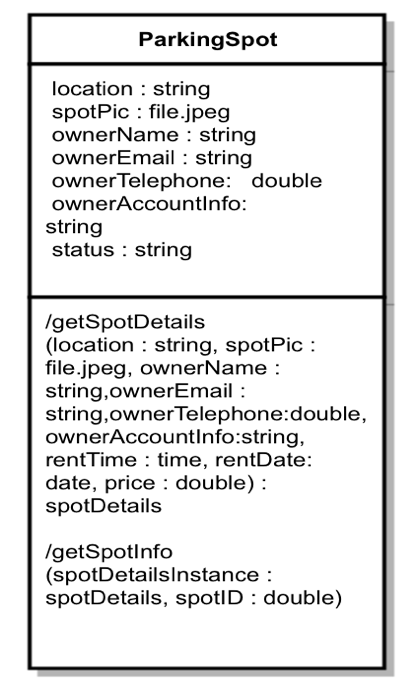 ParkingSpot
location : string
spotPic : file.jpeg
ownerName : string
ownerEmail : string
ownerTelephone: double
ownerAccountInfo:
string
status : string
/getSpotDetails
(location : string, spotPic :
file.jpeg, ownerName :
string,ownerEmail :
string,ownerTelephone:double,
ownerAccountInfo:string,
rentTime : time, rentDate:
date, price : double) :
spotDetails
/getSpotInfo
(spotDetailsInstance :
spotDetails, spotID : double)